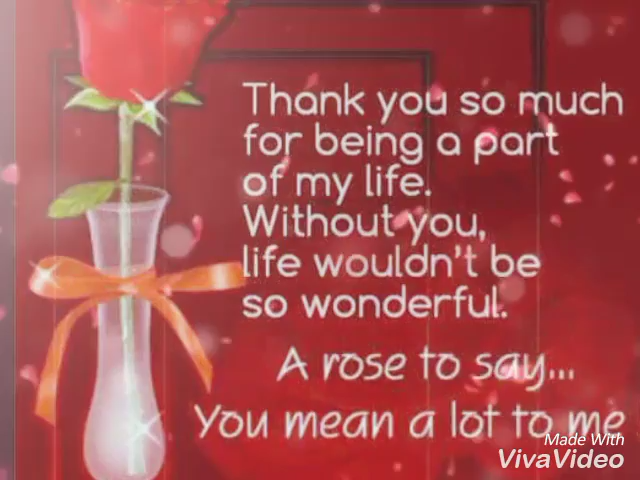 Thank you so much
for being a part
of my life.
Without you,
life wouldn't be
so wonderful.
A rose to say...
You mean a lot to me
Made With
VivaVideo